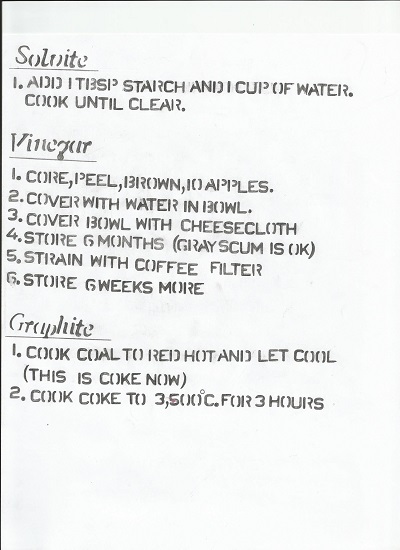 Solvite
1. ADD 1 TBSP STARCH AND 1 CUP OF WATER.
COOK UNTIL CLEAR.
Vinegar
1. CORE, PEEL, BROWN, 10 APPLES.
2. COVER WITH WATER IN BOWL.
3. COVER BOWL WITH CHEESECLOTH
4. STORE 6 MONTHS (GRAY SCUM IS OK)
5. STRAIN WITH COFFEE FILTER
6. STORE 6 WEEKS MORE
Graphite
1. COOK COAL TO RED HOT AND LET COOL
(THIS IS COKE NOW)
2. COOK COKE TO 3,500°C. FOR 3 HOURS